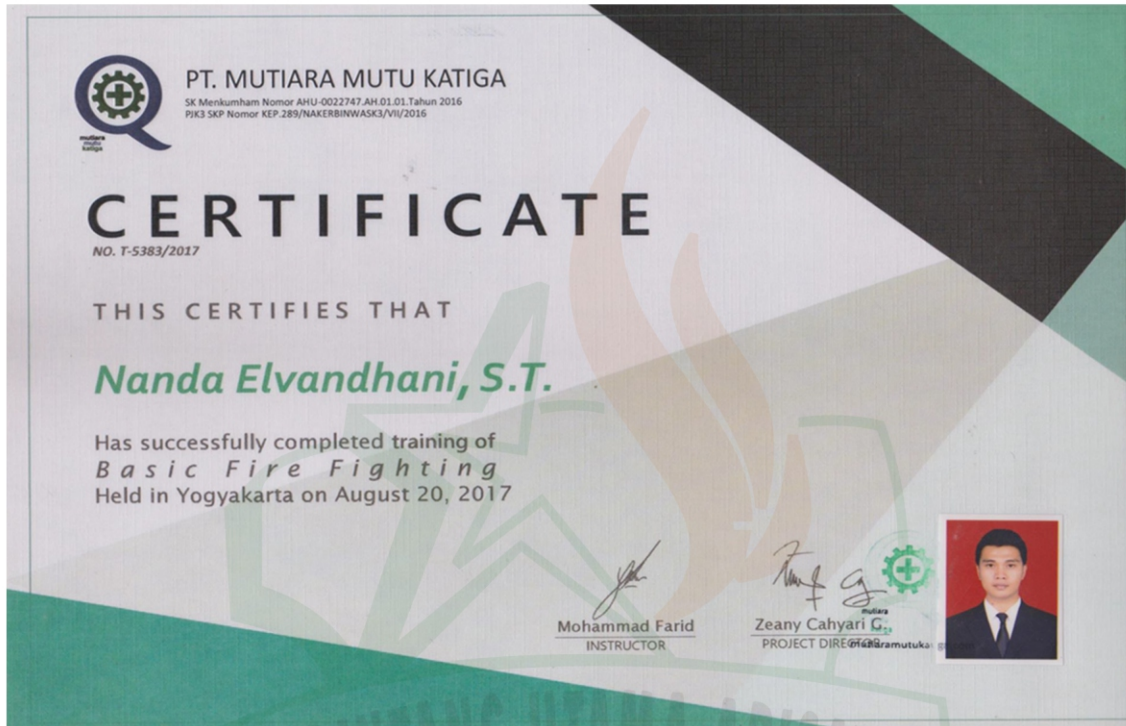 PT. MUTIARA MUTU KATIGA
SK Menkumham Nomor AHU-0022747.AH.01.01.Tahun 2016
PJK3 SKP Nomor KEP.289/NAKERBINWASK3/VII/2016
mutiara
mutu
katiga
CERTIFICATE
NO. T-5383/2017
THIS CERTIFIES THAT
Nanda Elvandhani, S.T.
Has successfully completed training of
Basic Fire Fighting
Held in Yogyakarta on August 20, 2017
mutiara
Mohammad Farid
Zeany Cahyari G.
INSTRUCTOR
PROJECT DIRECTOR